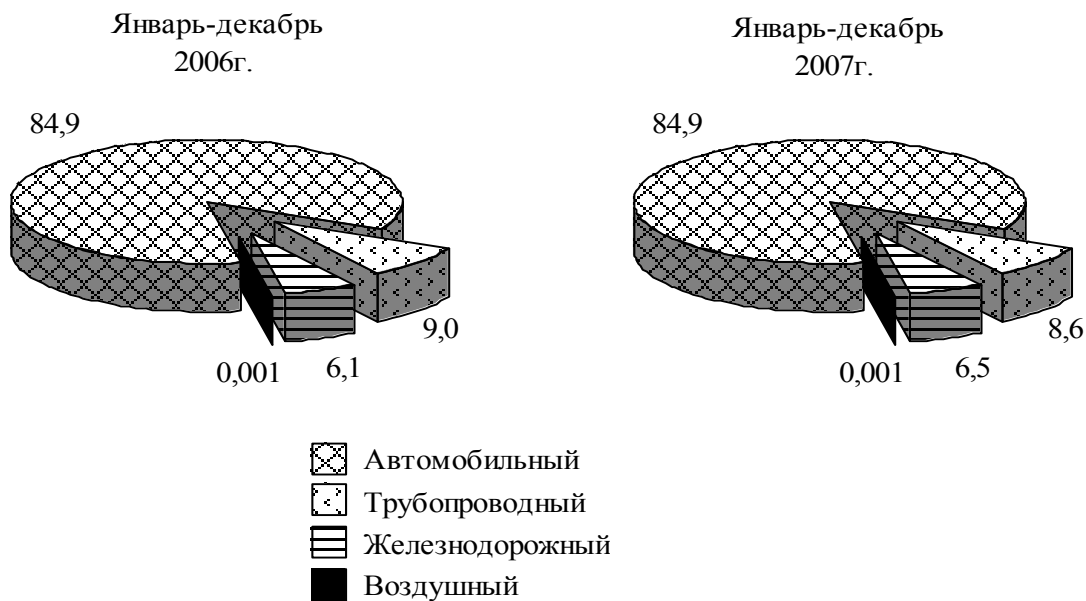 Январь-декабрь
2006г.
84,9
9,0
6,1
0,001
Январь-декабрь
2007г.
84,9
8,6
6,5
0,001
Автомобильный
Трубопроводный
Железнодорожный
Воздушный